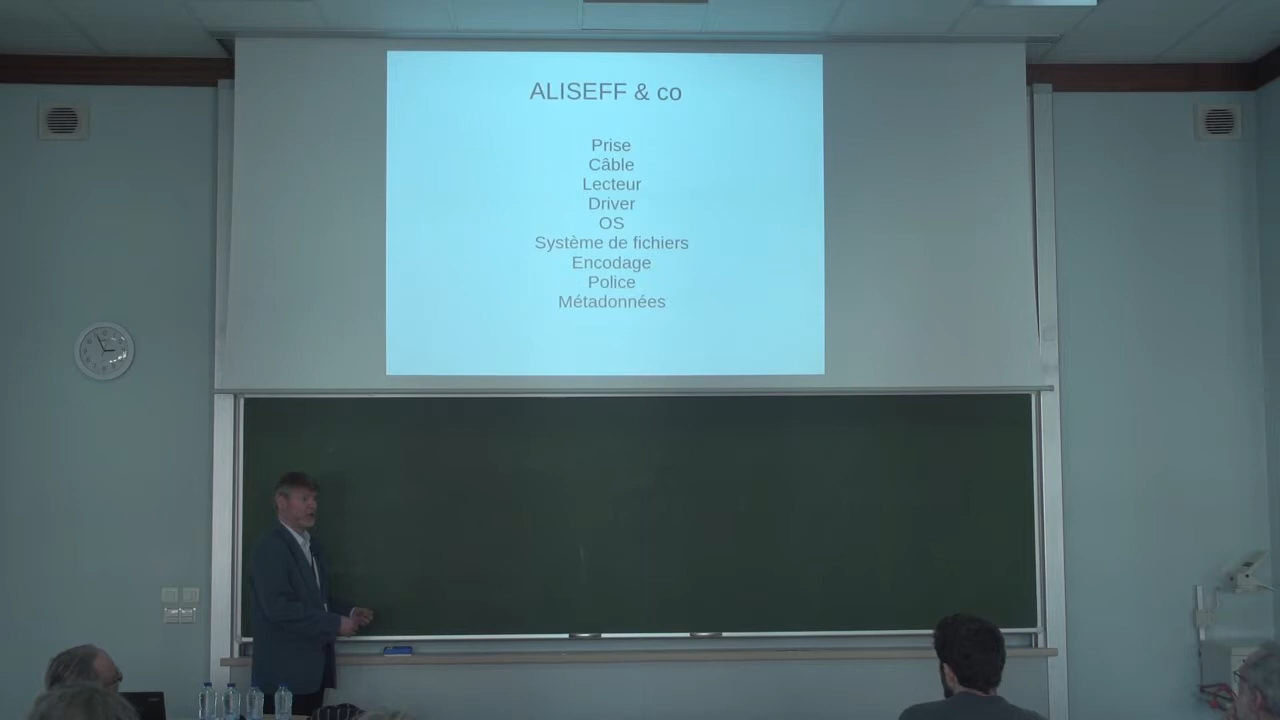 ALISEFF & co
Prise
Câble
Lecteur
Driver
OS
Système de fichiers
Encodage
Police
Métadonnées